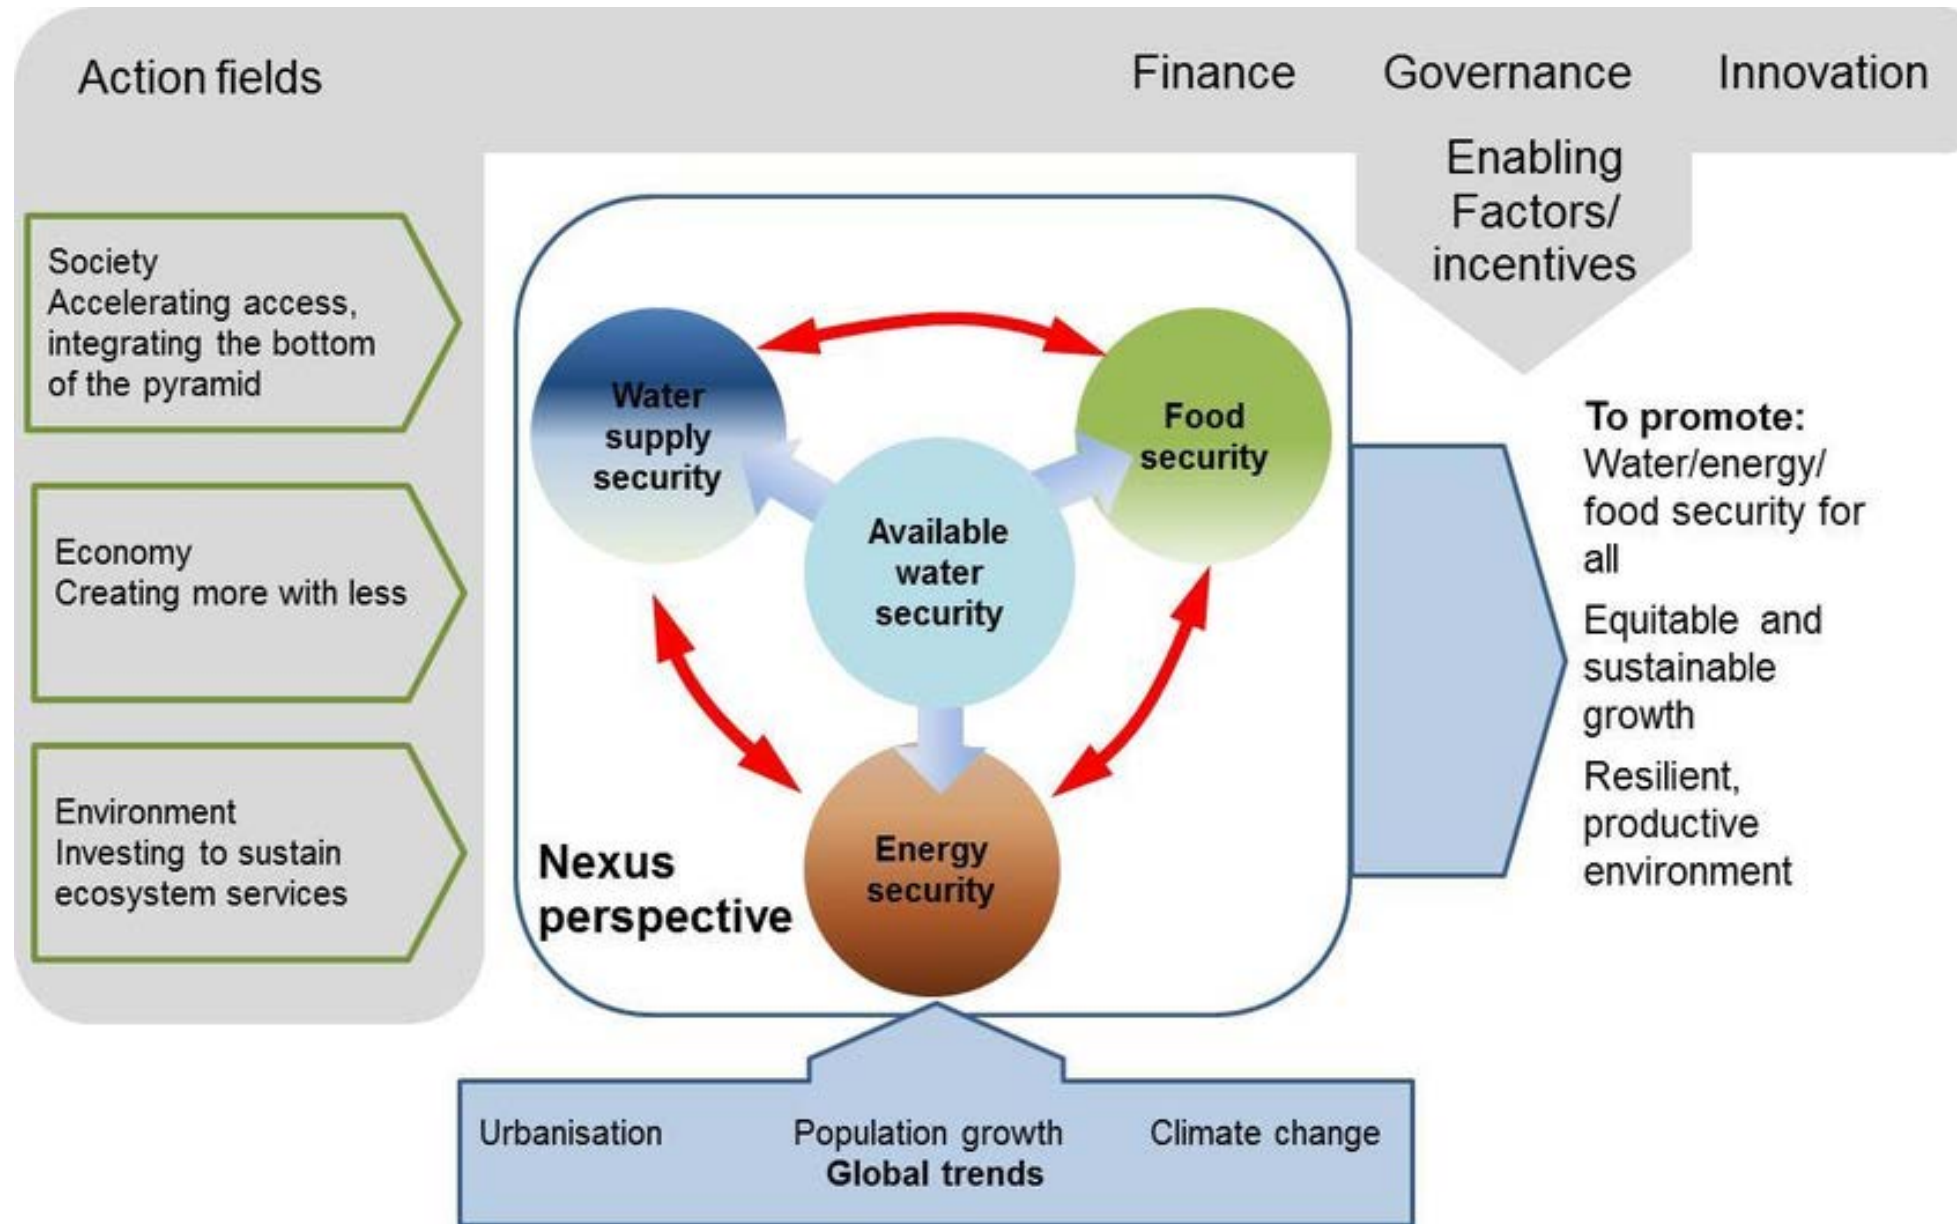 Action fields
Finance
Governance
Innovation
Enabling
Factors/
incentives
Society
Accelerating access,
integrating the bottom
of the pyramid
Economy
Creating more with less
Environment
Investing to sustain
ecosystem services
Water
supply
security
Food
security
Available
water
security
Energy
security
Nexus
perspective
To promote:
Water/energy/
food security for
all
Equitable and
sustainable
growth
Resilient,
productive
environment
Urbanisation
Population growth
Climate change
Global trends